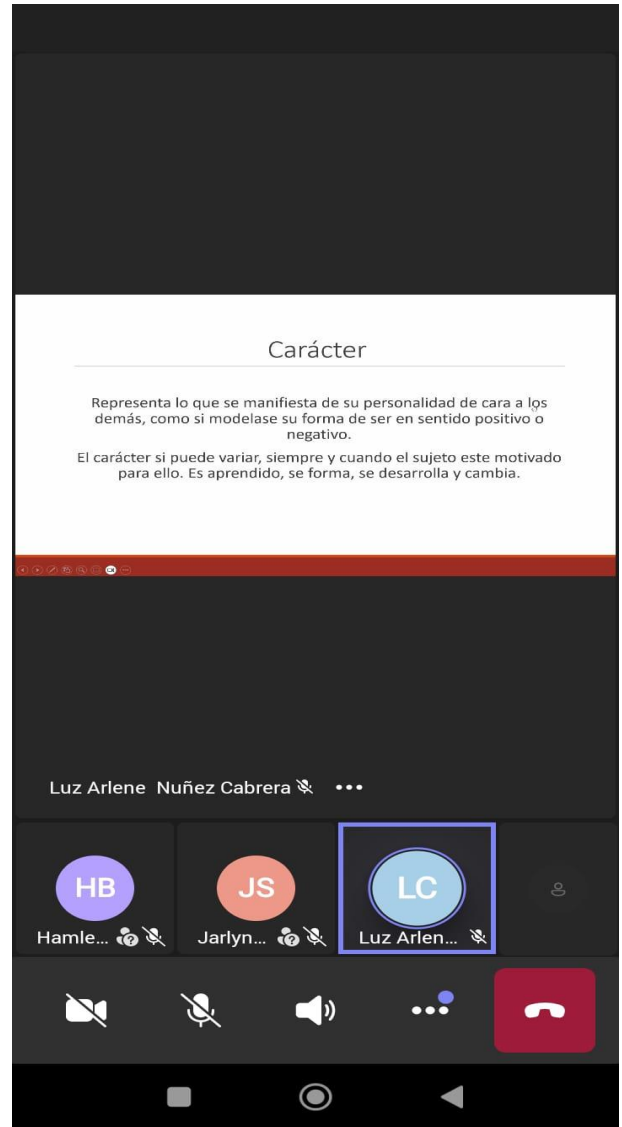 Carácter
Representa lo que se manifiesta de su personalidad de cara a los
demás, como si modelase su forma de ser en sentido positivo o
negativo.
El carácter si puede variar, siempre y cuando el sujeto este motivado
para ello. Es aprendido, se forma, se desarrolla y cambia.
Luz Arlene Nuñez Cabrera
HB
JS
LC
Hamle...
Jarlyn...
Luz Arlen...